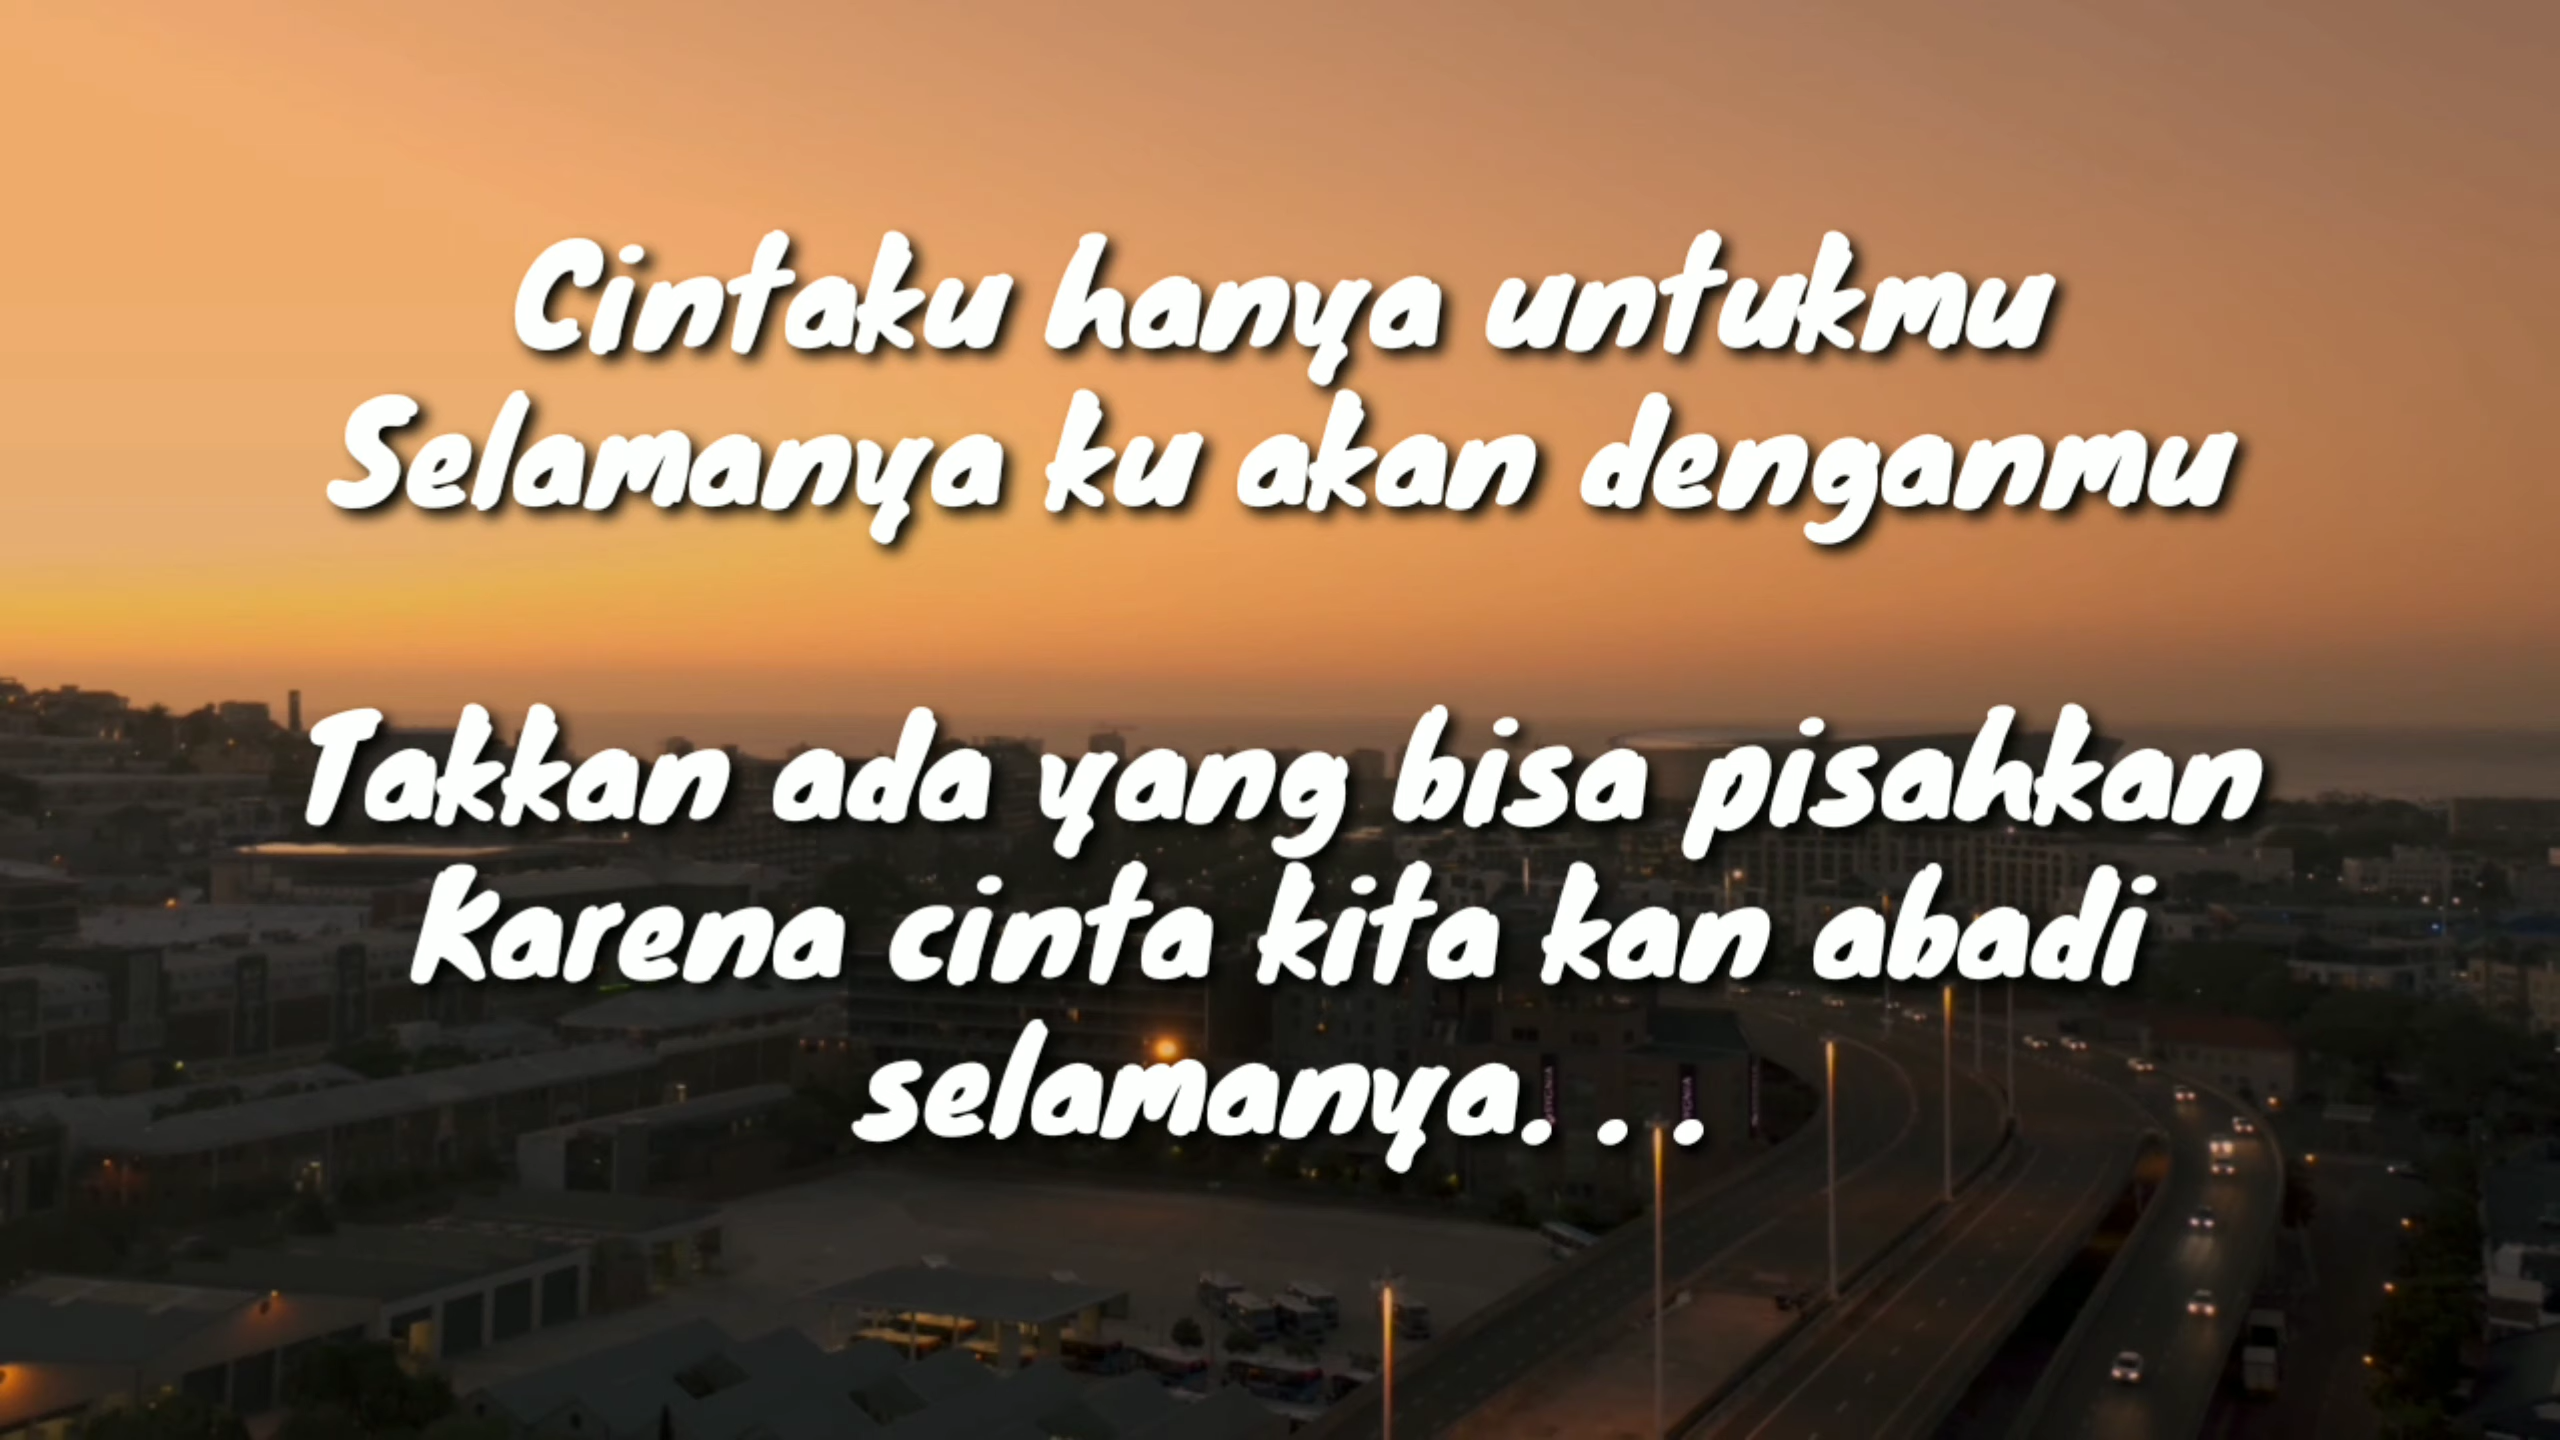 Cintaku hanya untukmu
Selamanya ku akan denganmu
Takkan ada yang bisa pisahkan
Karena cinta kita kan abadi
selamanya. . .